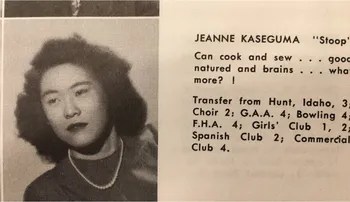 JEANNE KASEGUMA "Stoop"
Can cook and sew . . . good
natured and brains . . . what
more? !
Transfer from Hunt, Idaho, 3;
Choir 2; G.A.A. 4; Bowling 4;
F.H.A. 4; Girls' Club 1, 2;
Spanish Club 2; Commercial
Club 4.